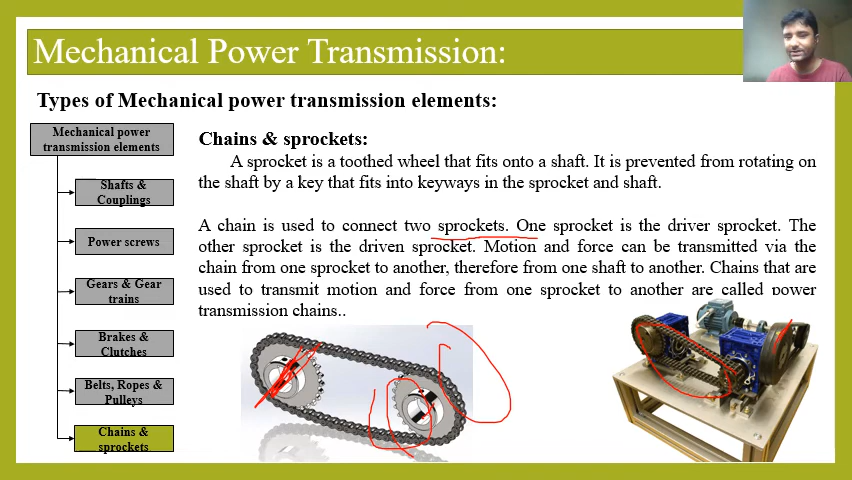 Mechanical Power Transmission:
Types of Mechanical power transmission elements:
Mechanical power
transmission elements
Shafts &
Couplings
Power screws
Gears & Gear
trains
Brakes &
Clutches
Belts, Ropes &
Pulleys
Chains &
sprockets
Chains & sprockets:
A sprocket is a toothed wheel that fits onto a shaft. It is prevented from rotating on
the shaft by a key that fits into keyways in the sprocket and shaft.
A chain is used to connect two sprockets. One sprocket is the driver sprocket. The
other sprocket is the driven sprocket. Motion and force can be transmitted via the
chain from one sprocket to another, therefore from one shaft to another. Chains that are
used to transmit motion and force from one sprocket to another are called power
transmission chains..